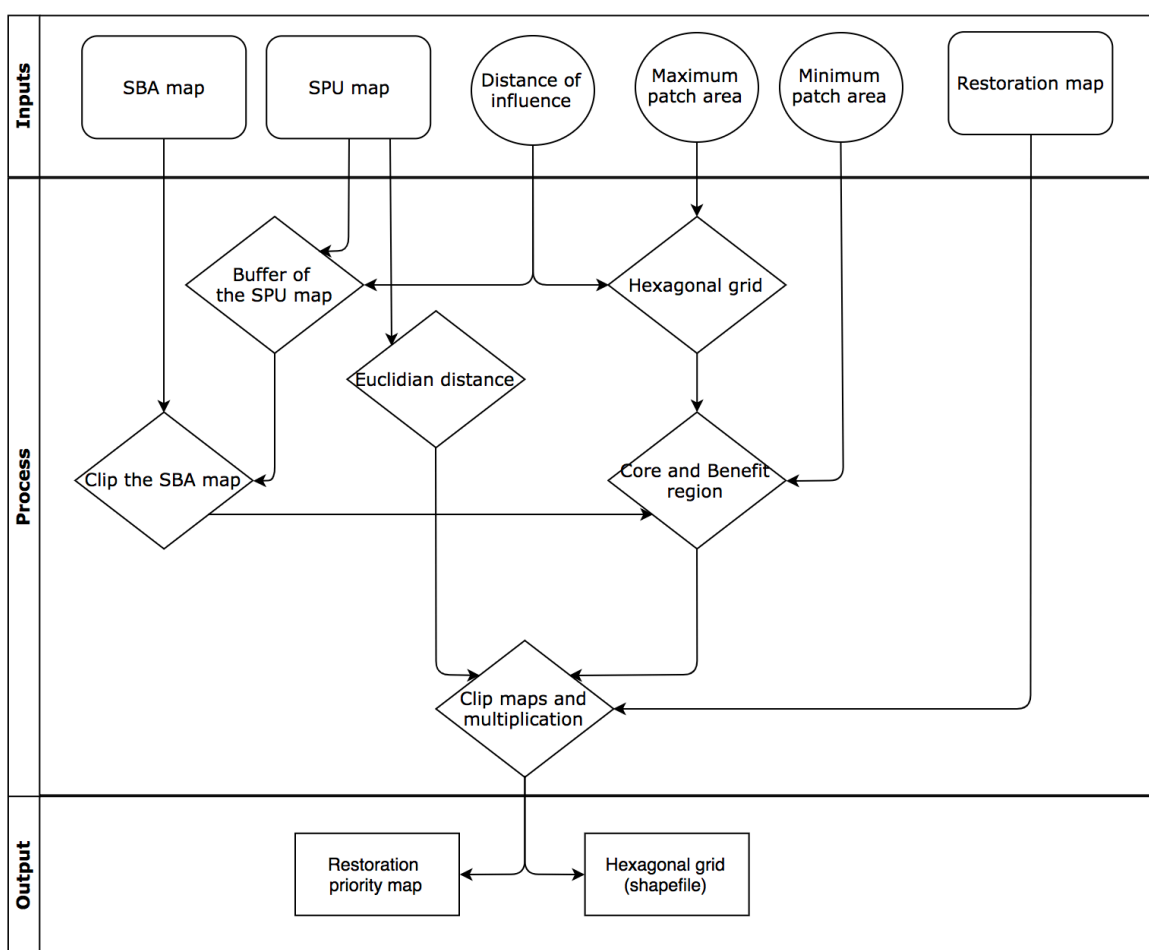 Inputs
SBA map
SPU map
Distance of
influence
Maximum
patch area
Minimum
patch area
Restoration map
Process
Buffer of
the SPU map
Hexagonal grid
Euclidian distance
Clip the SBA map
Core and Benefit
region
Clip maps and
multiplication
Output
Restoration
priority map
Hexagonal grid
(shapefile)